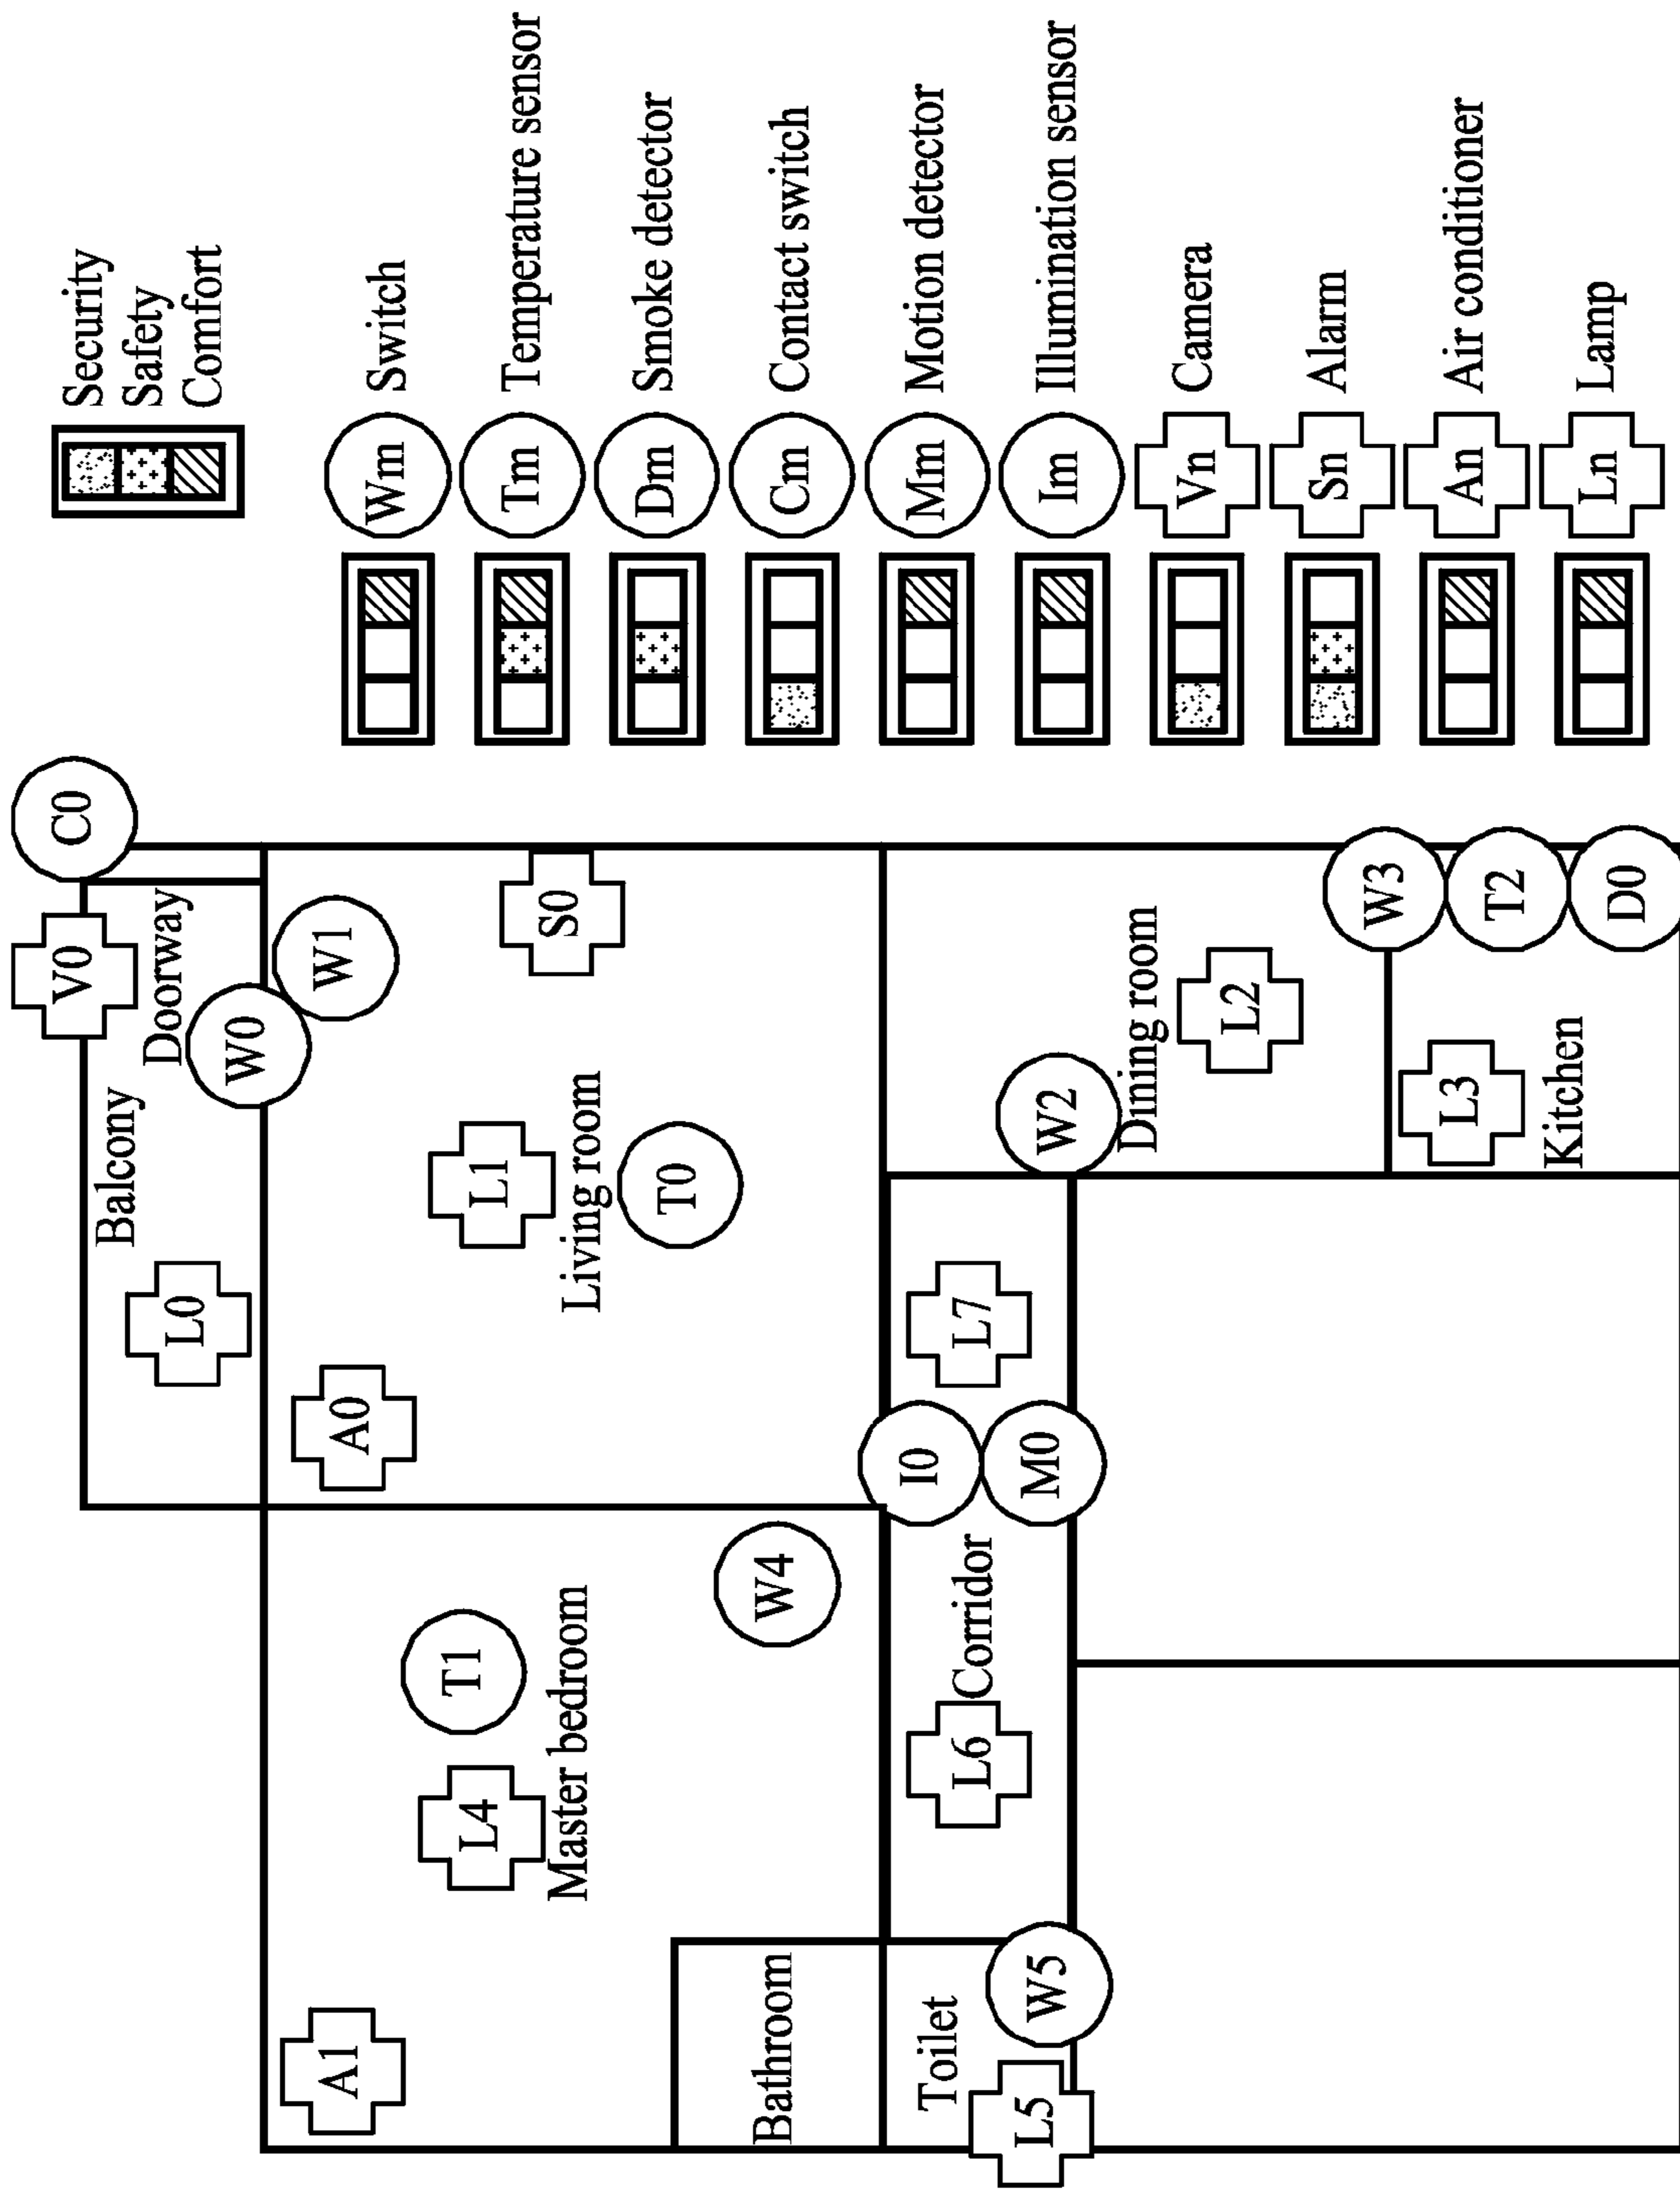 Security
Safety
Comfort
Wm Switch
Tm Temperature sensor
Dm Smoke detector
Cm Contact switch
Mm Motion detector
Im Illumination sensor
Vn Camera
Sn Alarm
An Air conditioner
Ln Lamp
C0
V0
Doorway
Balcony
W0
W1
L0
S0
L1
Living room
T0
A0
A1
L4
T1
Master bedroom
W4
Bathroom
Toilet
L5
W5
L6
Corridor
I0
M0
L7
W2
Dining room
L2
W3
T2
D0
L3
Kitchen